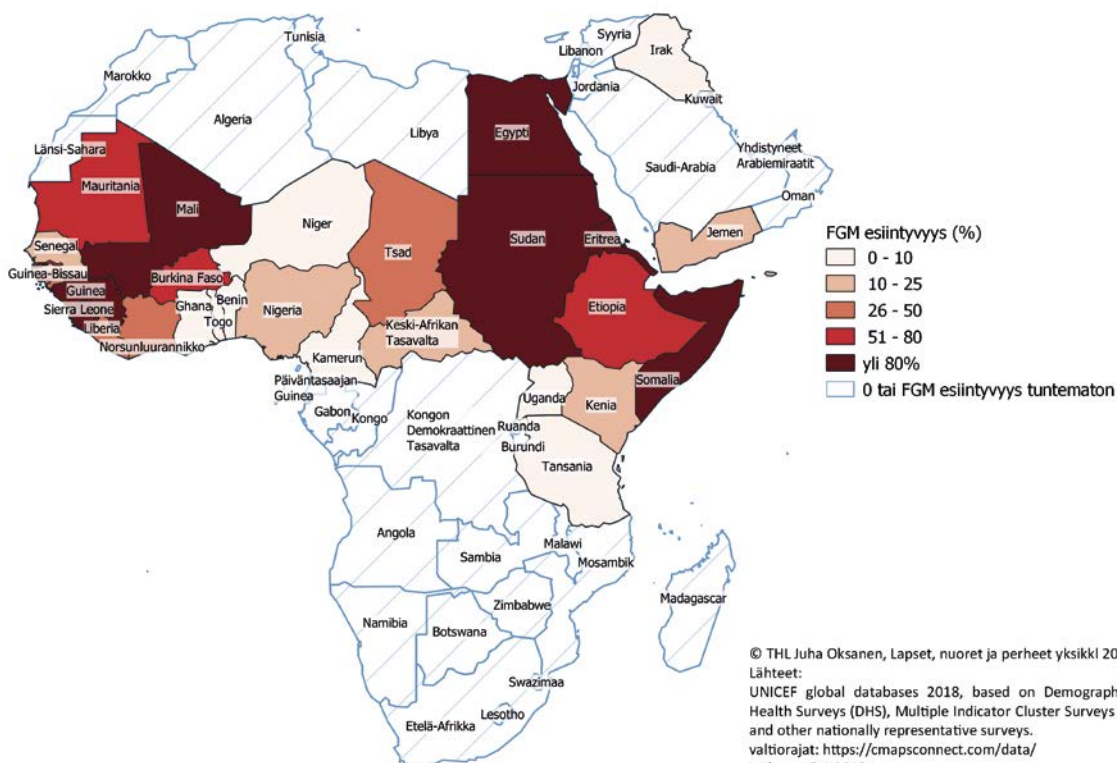 Tunisia
Syyria
Libanon
Irak
Marokko
Jordania
Kuwait
Algeria
Libya
Egypti
Länsi-Sahara
Saudi-Arabia
Yhdistyneet
Arabiemiraatit
Oman
Mauritania
Mali
Niger
Tsad
Sudan
Eritrea
Jemen
Senegal
Guinea-Bissau
Guinea
Burkina Faso
Sierra Leone
Ghana
Benin
Togo
Nigeria
Liberia
Norsunluurannikko
Keski-Afrikan
Tasavalta
Etiopia
Kamerun
Päiväntasaajan
Guinea
Somalia
Uganda
Kenia
Gabon
Kongo
Kongon
Demokraattinen
Tasavalta
Ruanda
Burundi
Tansania
Angola
Sambia
Malawi
Mosambik
Madagascar
Zimbabwe
Namibia
Botswana
Swazimaa
Lesotho
Etelä-Afrikka
FGM esiintyvyys (%)
0 - 10
10 - 25
26 - 50
51 - 80
yli 80%
0 tai FGM esiintyvyys tuntematon
© THL Juha Oksanen, Lapset, nuoret ja perheet yksikkl 20
Lähteet:
UNICEF global databases 2018, based on Demograph
Health Surveys (DHS), Multiple Indicator Cluster Surveys
and other nationally representative surveys.
valtiorajat: https://cmapsconnect.com/data/